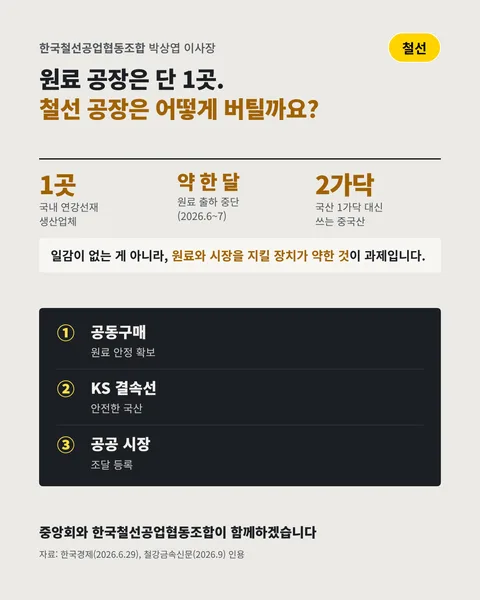 한국철선공업협동조합 박상엽 이사장
철선
원료 공장은 단 1곳.
철선 공장은 어떻게 버틸까요?
1곳
국내 연강선재
생산업체
약 한 달
원료 출하 중단
(2026.6~7)
2가닥
국산 1가닥 대신
쓰는 중국산
일감이 없는 게 아니라, 원료와 시장을 지킬 장치가 약한 것이 과제입니다.
1 공동구매
원료 안정 확보
2 KS 결속선
안전한 국산
3 공공 시장
조달 등록
중앙회와 한국철선공업협동조합이 함께하겠습니다
자료: 한국경제(2026.6.29), 철강금속신문(2026.9) 인용